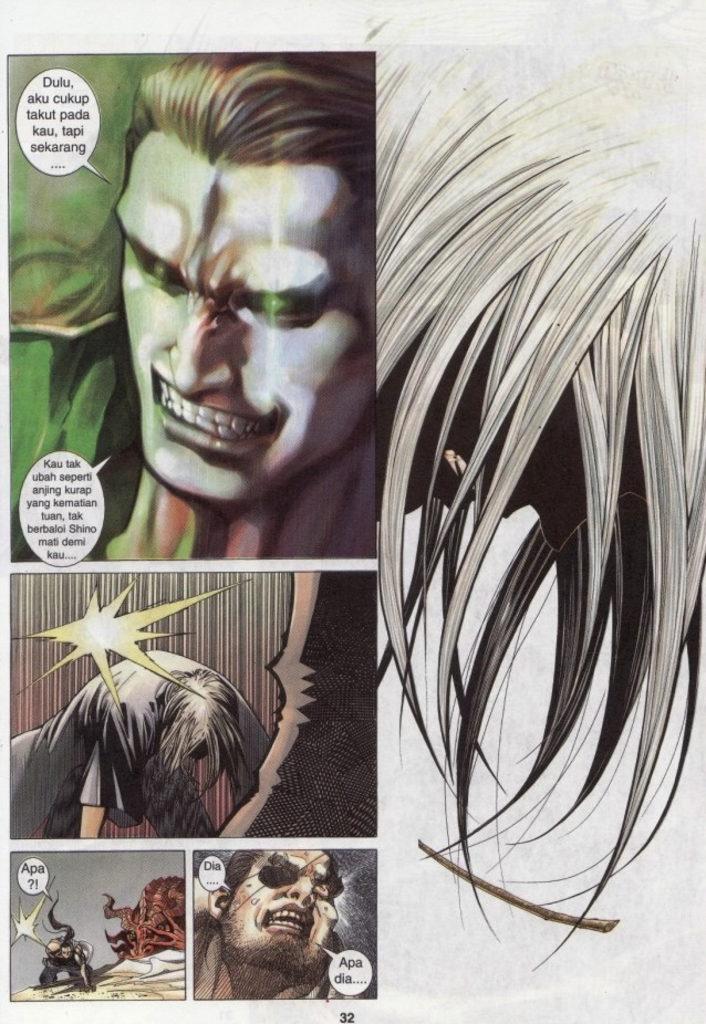 Dulu,
aku cukup
takut pada
kau, tapi
sekarang
....
Kau tak
ubah seperti
anjing kurap
yang kematian
tuan, tak
berbaloi Shino
mati demi
kau....
Apa
?!
Dia
....
Apa
dia....
32